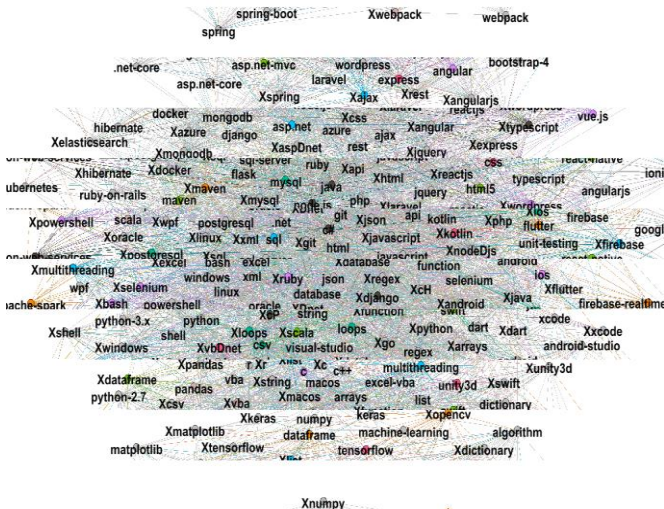 spring-boot Xwebpack webpack
spring
.net-core asp.net-mvc wordpress angular bootstrap-4
asp.net-core laravel express
Xspring Xajax Xrest Xangularjs
docker mongodb Xcss vue.js
hibernate Xazure django asp.net azure ajax Xangular Xtypescript
Xelasticsearch XaspDnet rest Xexpress
Xmongodb Xjquery
sql-server ruby css
Xhibernate Xdocker flask Xapi Xhtml Xreactjs typescript
ruby-on-rails Xmaven mysql java jquery html5 angularjs
maven Xmysql php Xwordpress
Xpowershell scala Xwpf postgresql .net git Xjson api kotlin Xphp Xios firebase
Xoracle Xlinux Xxml sql c# Xjavascript Xkotlin flutter
Xgit html XnodeDjs unit-testing Xfirebase
Xpostgresql
Xmultithreading Xexcel bash excel Xdatabase function android
wpf Xselenium windows xml Xruby json Xregex selenium ios
linux XcH Xflutter
Xbash powershell oracle database Xdjango Xandroid Xjava firebase-realtime
python-3.x python string Xfunction swift xcode
Xshell shell Xloops Xscala loops Xpython dart Xdart Xxcode
Xwindows XvbDnet csv visual-studio Xgo regex Xarrays android-studio
Xpandas r Xr Xc c++ multithreading Xunity3d
Xdataframe vba Xstring c macos excel-vba unity3d Xswift
python-2.7 pandas Xmacos arrays list dictionary
Xcsv Xvba Xopencv
Xkeras numpy keras
Xmatplotlib dataframe machine-learning algorithm
matplotlib Xtensorflow tensorflow Xdictionary
Xlist
Xnumpy